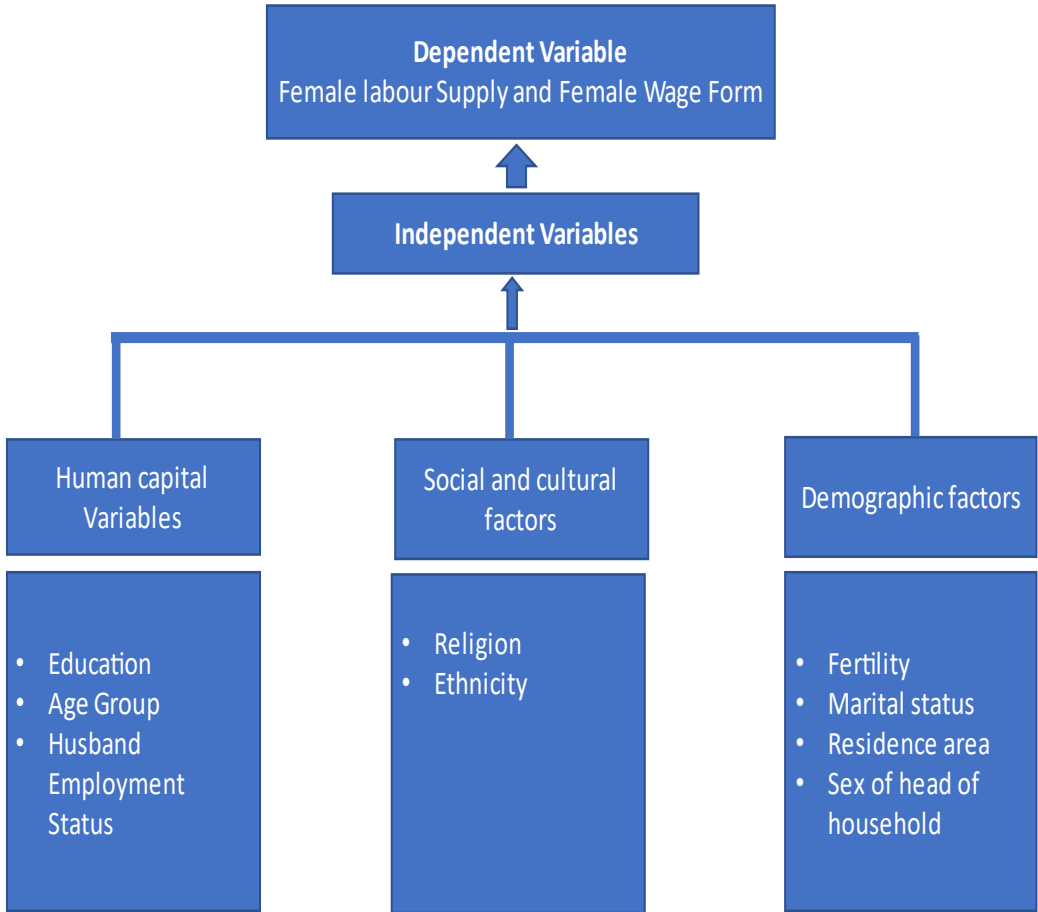 Dependent Variable
Female labour Supply and Female Wage Form
Independent Variables
Human capital
Variables
Social and cultural
factors
Demographic factors
• Education
• Age Group
• Husband
Employment
Status
• Religion
• Ethnicity
• Fertility
• Marital status
• Residence area
• Sex of head of
household